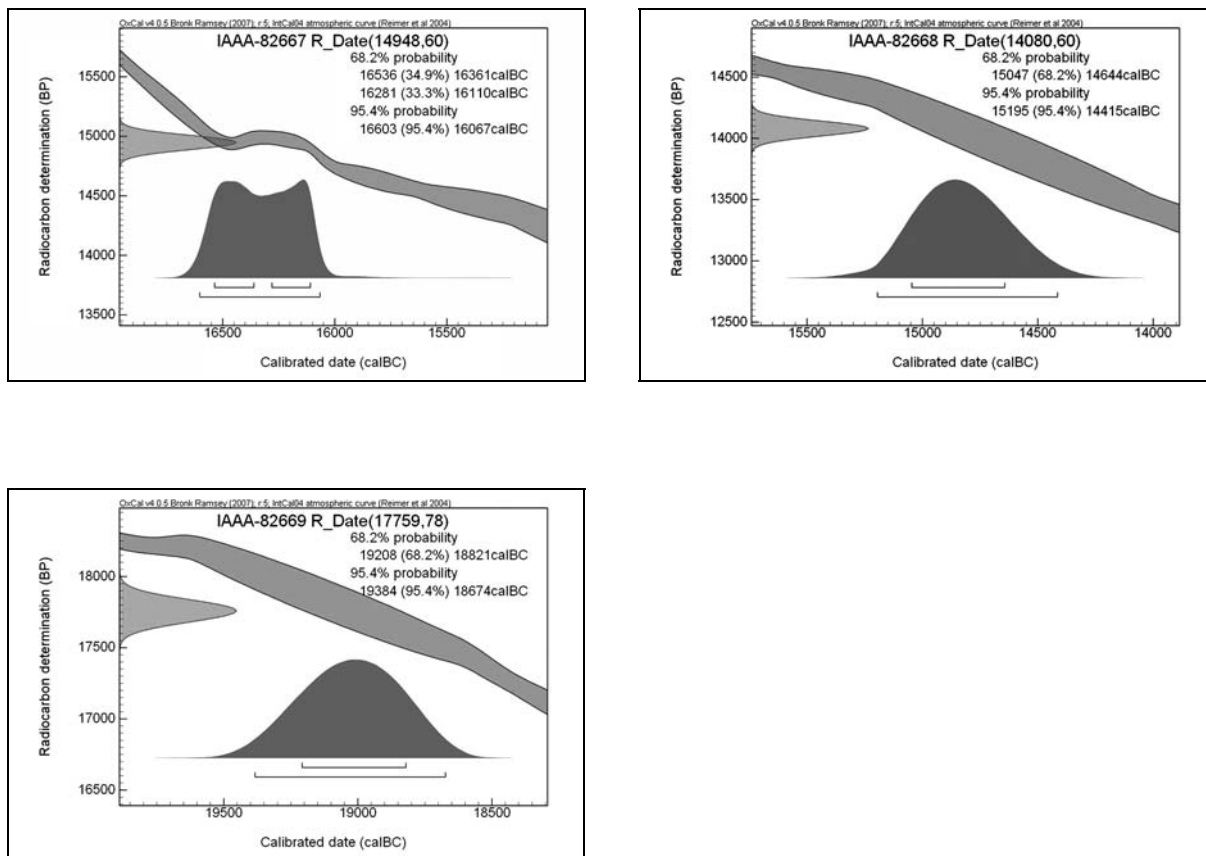 OxCal v4.0.5 Bronk Ramsey (2007); r:5; IntCal04 atmospheric curve (Reimer et al 2004)
IAAA-82667 R_Date(14948,60)
68.2% probability
16536 (34.9%) 16361calBC
16281 (33.3%) 16110calBC
95.4% probability
16603 (95.4%) 16067calBC
Radiocarbon determination (BP)
15500
15000
14500
14000
13500
16500 16000 15500
Calibrated date (calBC)
OxCal v4.0.5 Bronk Ramsey (2007); r:5; IntCal04 atmospheric curve (Reimer et al 2004)
IAAA-82668 R_Date(14080,60)
68.2% probability
15047 (68.2%) 14644calBC
95.4% probability
15195 (95.4%) 14415calBC
Radiocarbon determination (BP)
14500
14000
13500
13000
12500
15500 15000 14500 14000
Calibrated date (calBC)
OxCal v4.0.5 Bronk Ramsey (2007); r:5; IntCal04 atmospheric curve (Reimer et al 2004)
IAAA-82669 R_Date(17759,78)
68.2% probability
19208 (68.2%) 18821calBC
95.4% probability
19384 (95.4%) 18674calBC
Radiocarbon determination (BP)
18000
17500
17000
16500
19500 19000 18500
Calibrated date (calBC)